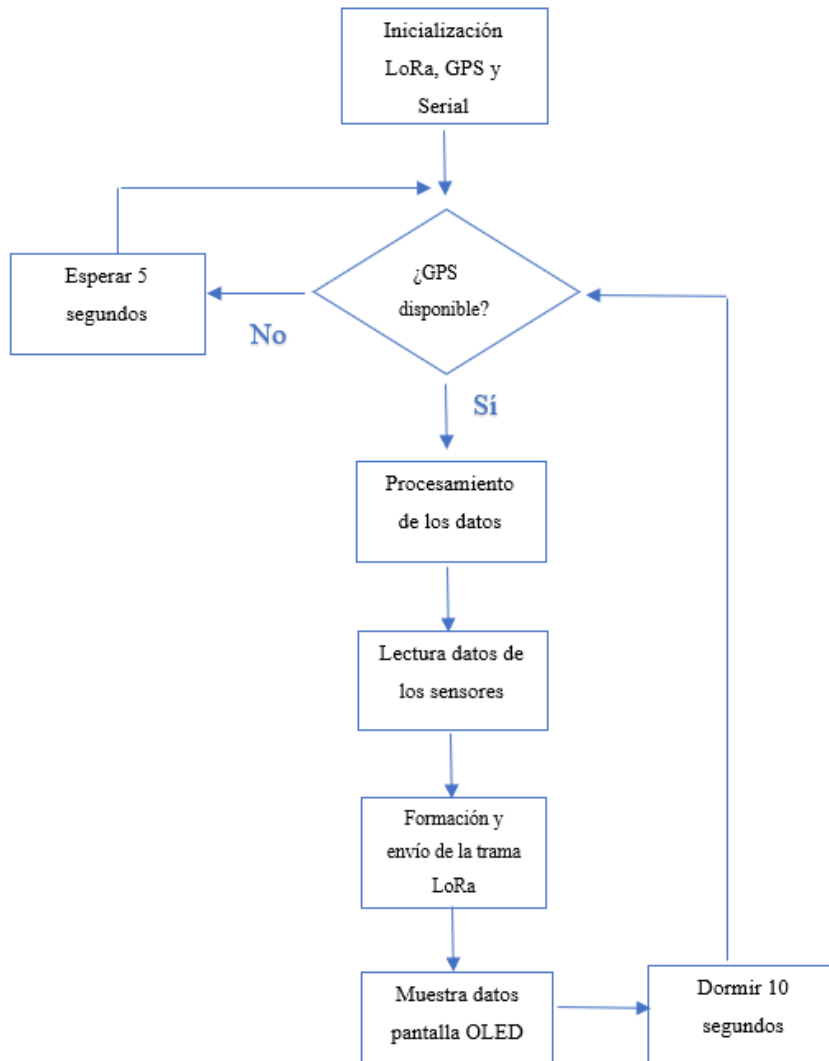 Inicialización
LoRa, GPS y
Serial
Esperar 5
segundos
¿GPS
disponible?
No
Sí
Procesamiento
de los datos
Lectura datos de
los sensores
Formación y
envío de la trama
LoRa
Muestra datos
pantalla OLED
Dormir 10
segundos